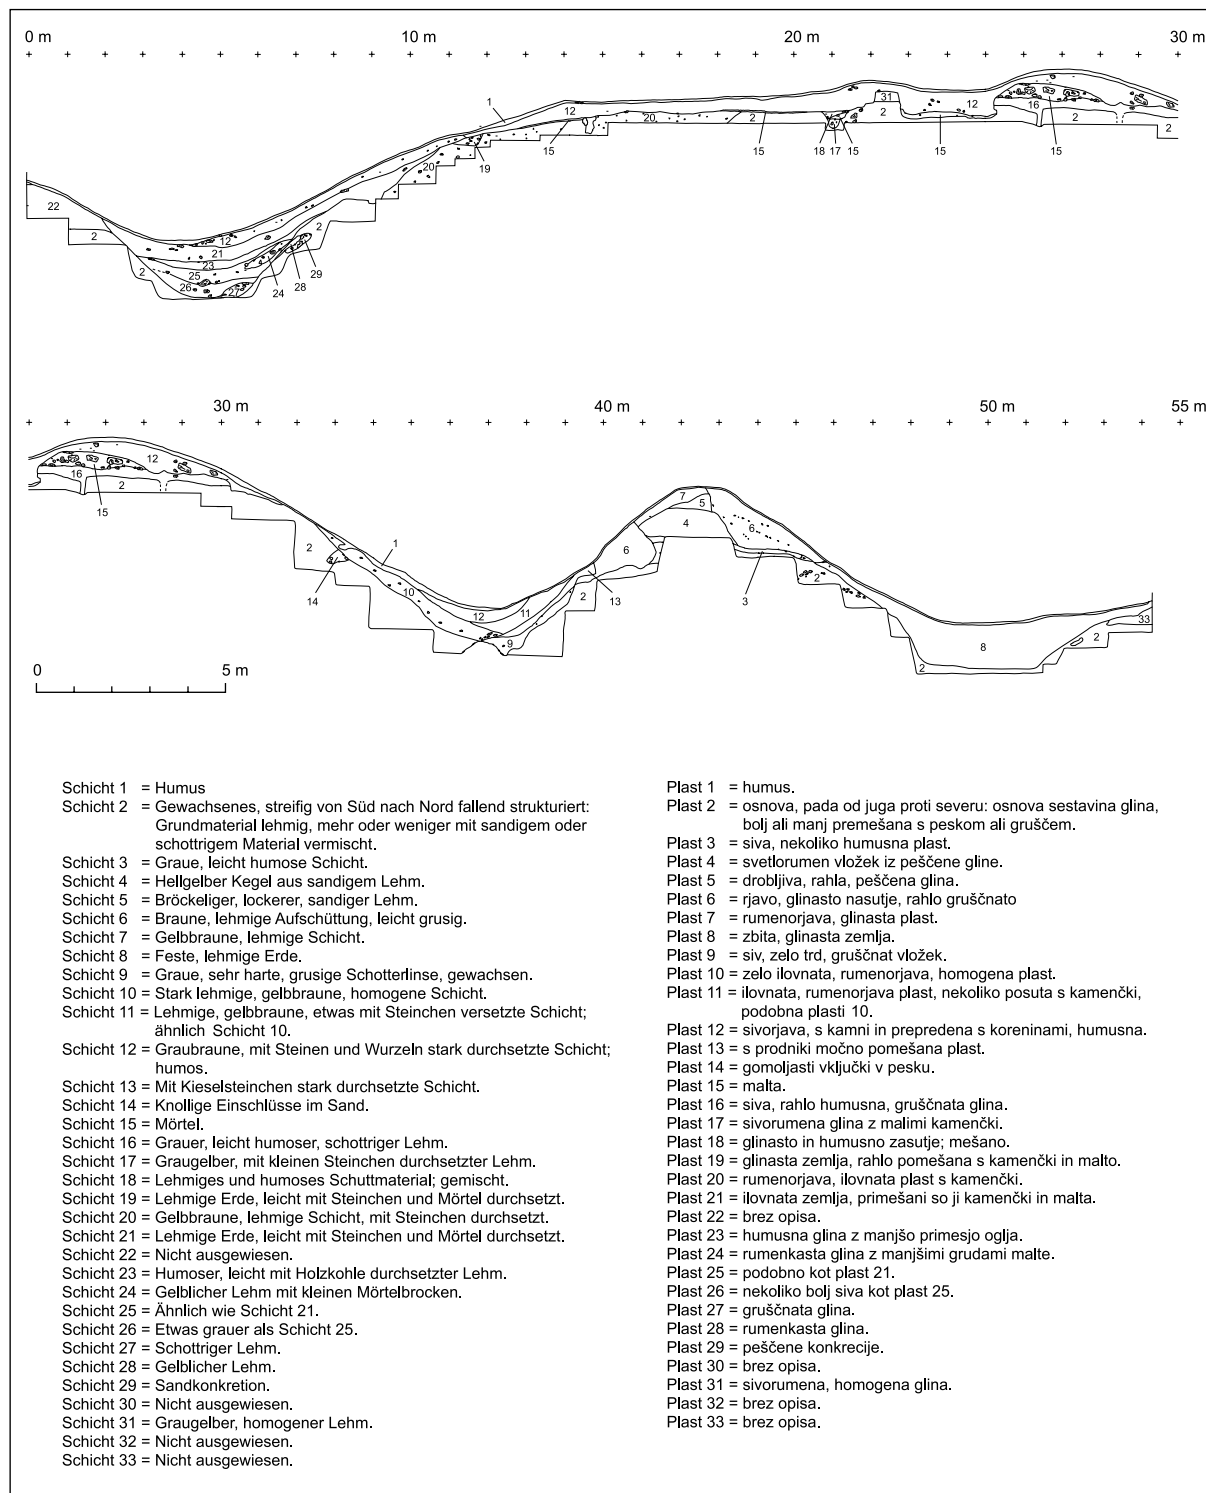 0 m 10 m 20 m 30 m
1 12 20 2 31 2 12 16 2 2
15 15 18 17 15 15 15
20 19
22 2 2
12
21
23
25 2
26 27 24 28 29
30 m 40 m 50 m 55 m
12
16 2
15
7 5
4 6
2 1 6
14 10 13 3 2
12 11 2
9 8 2 33
2
0 5 m
Schicht 1 = Humus
Schicht 2 = Gewachsenes, streifig von Süd nach Nord fallend strukturiert:
Grundmaterial lehmig, mehr oder weniger mit sandigem oder
schottrigem Material vermischt.
Schicht 3 = Graue, leicht humose Schicht.
Schicht 4 = Hellgelber Kegel aus sandigem Lehm.
Schicht 5 = Bröckeliger, lockerer, sandiger Lehm.
Schicht 6 = Braune, lehmige Aufschüttung, leicht grusig.
Schicht 7 = Gelbbraune, lehmige Schicht.
Schicht 8 = Feste, lehmige Erde.
Schicht 9 = Graue, sehr harte, grusige Schotterlinse, gewachsen.
Schicht 10 = Stark lehmige, gelbbraune, homogene Schicht.
Schicht 11 = Lehmige, gelbbraune, etwas mit Steinchen versetzte Schicht;
ähnlich Schicht 10.
Schicht 12 = Graubraune, mit Steinen und Wurzeln stark durchsetzte Schicht;
humos.
Schicht 13 = Mit Kieselsteinchen stark durchsetzte Schicht.
Schicht 14 = Knollige Einschlüsse im Sand.
Schicht 15 = Mörtel.
Schicht 16 = Grauer, leicht humoser, schottriger Lehm.
Schicht 17 = Graugelber, mit kleinen Steinchen durchsetzter Lehm.
Schicht 18 = Lehmiges und humoses Schuttmaterial; gemischt.
Schicht 19 = Lehmige Erde, leicht mit Steinchen und Mörtel durchsetzt.
Schicht 20 = Gelbbraune, lehmige Schicht, mit Steinchen durchsetzt.
Schicht 21 = Lehmige Erde, leicht mit Steinchen und Mörtel durchsetzt.
Schicht 22 = Nicht ausgewiesen.
Schicht 23 = Humoser, leicht mit Holzkohle durchsetzter Lehm.
Schicht 24 = Gelblicher Lehm mit kleinen Mörtelbrocken.
Schicht 25 = Ähnlich wie Schicht 21.
Schicht 26 = Etwas grauer als Schicht 25.
Schicht 27 = Schottriger Lehm.
Schicht 28 = Gelblicher Lehm.
Schicht 29 = Sandkonkretion.
Schicht 30 = Nicht ausgewiesen.
Schicht 31 = Graugelber, homogener Lehm.
Schicht 32 = Nicht ausgewiesen.
Schicht 33 = Nicht ausgewiesen.
Plast 1 = humus.
Plast 2 = osnova, pada od juga proti severu: osnova sestavina glina,
bolj ali manj premešana s peskom ali gruščem.
Plast 3 = siva, nekoliko humusna plast.
Plast 4 = svetlorumen vložek iz peščene gline.
Plast 5 = drobljiva, rahla, peščena glina.
Plast 6 = rjavo, glinasto nasutje, rahlo gruščnato
Plast 7 = rumenorjava, glinasta plast.
Plast 8 = zbita, glinasta zemlja.
Plast 9 = siv, zelo trd, gruščnat vložek.
Plast 10 = zelo ilovnata, rumenorjava, homogena plast.
Plast 11 = ilovnata, rumenorjava plast, nekoliko posuta s kamenčki,
podobna plasti 10.
Plast 12 = sivorjava, s kamni in prepredena s koreninami, humusna.
Plast 13 = s prodniki močno pomešana plast.
Plast 14 = gomoljasti vključki v pesku.
Plast 15 = malta.
Plast 16 = siva, rahlo humusna, gruščnata glina.
Plast 17 = sivorumena glina z malimi kamenčki.
Plast 18 = glinasto in humusno zasutje; mešano.
Plast 19 = glinasta zemlja, rahlo pomešana s kamenčki in malto.
Plast 20 = rumenorjava, ilovnata plast s kamenčki.
Plast 21 = ilovnata zemlja, primešani so ji kamenčki in malta.
Plast 22 = brez opisa.
Plast 23 = humusna glina z manjšo primesjo oglja.
Plast 24 = rumenkasta glina z manjšimi grudami malte.
Plast 25 = podobno kot plast 21.
Plast 26 = nekoliko bolj siva kot plast 25.
Plast 27 = gruščnata glina.
Plast 28 = rumenkasta glina.
Plast 29 = peščene konkrecije.
Plast 30 = brez opisa.
Plast 31 = sivorumena, homogena glina.
Plast 32 = brez opisa.
Plast 33 = brez opisa.